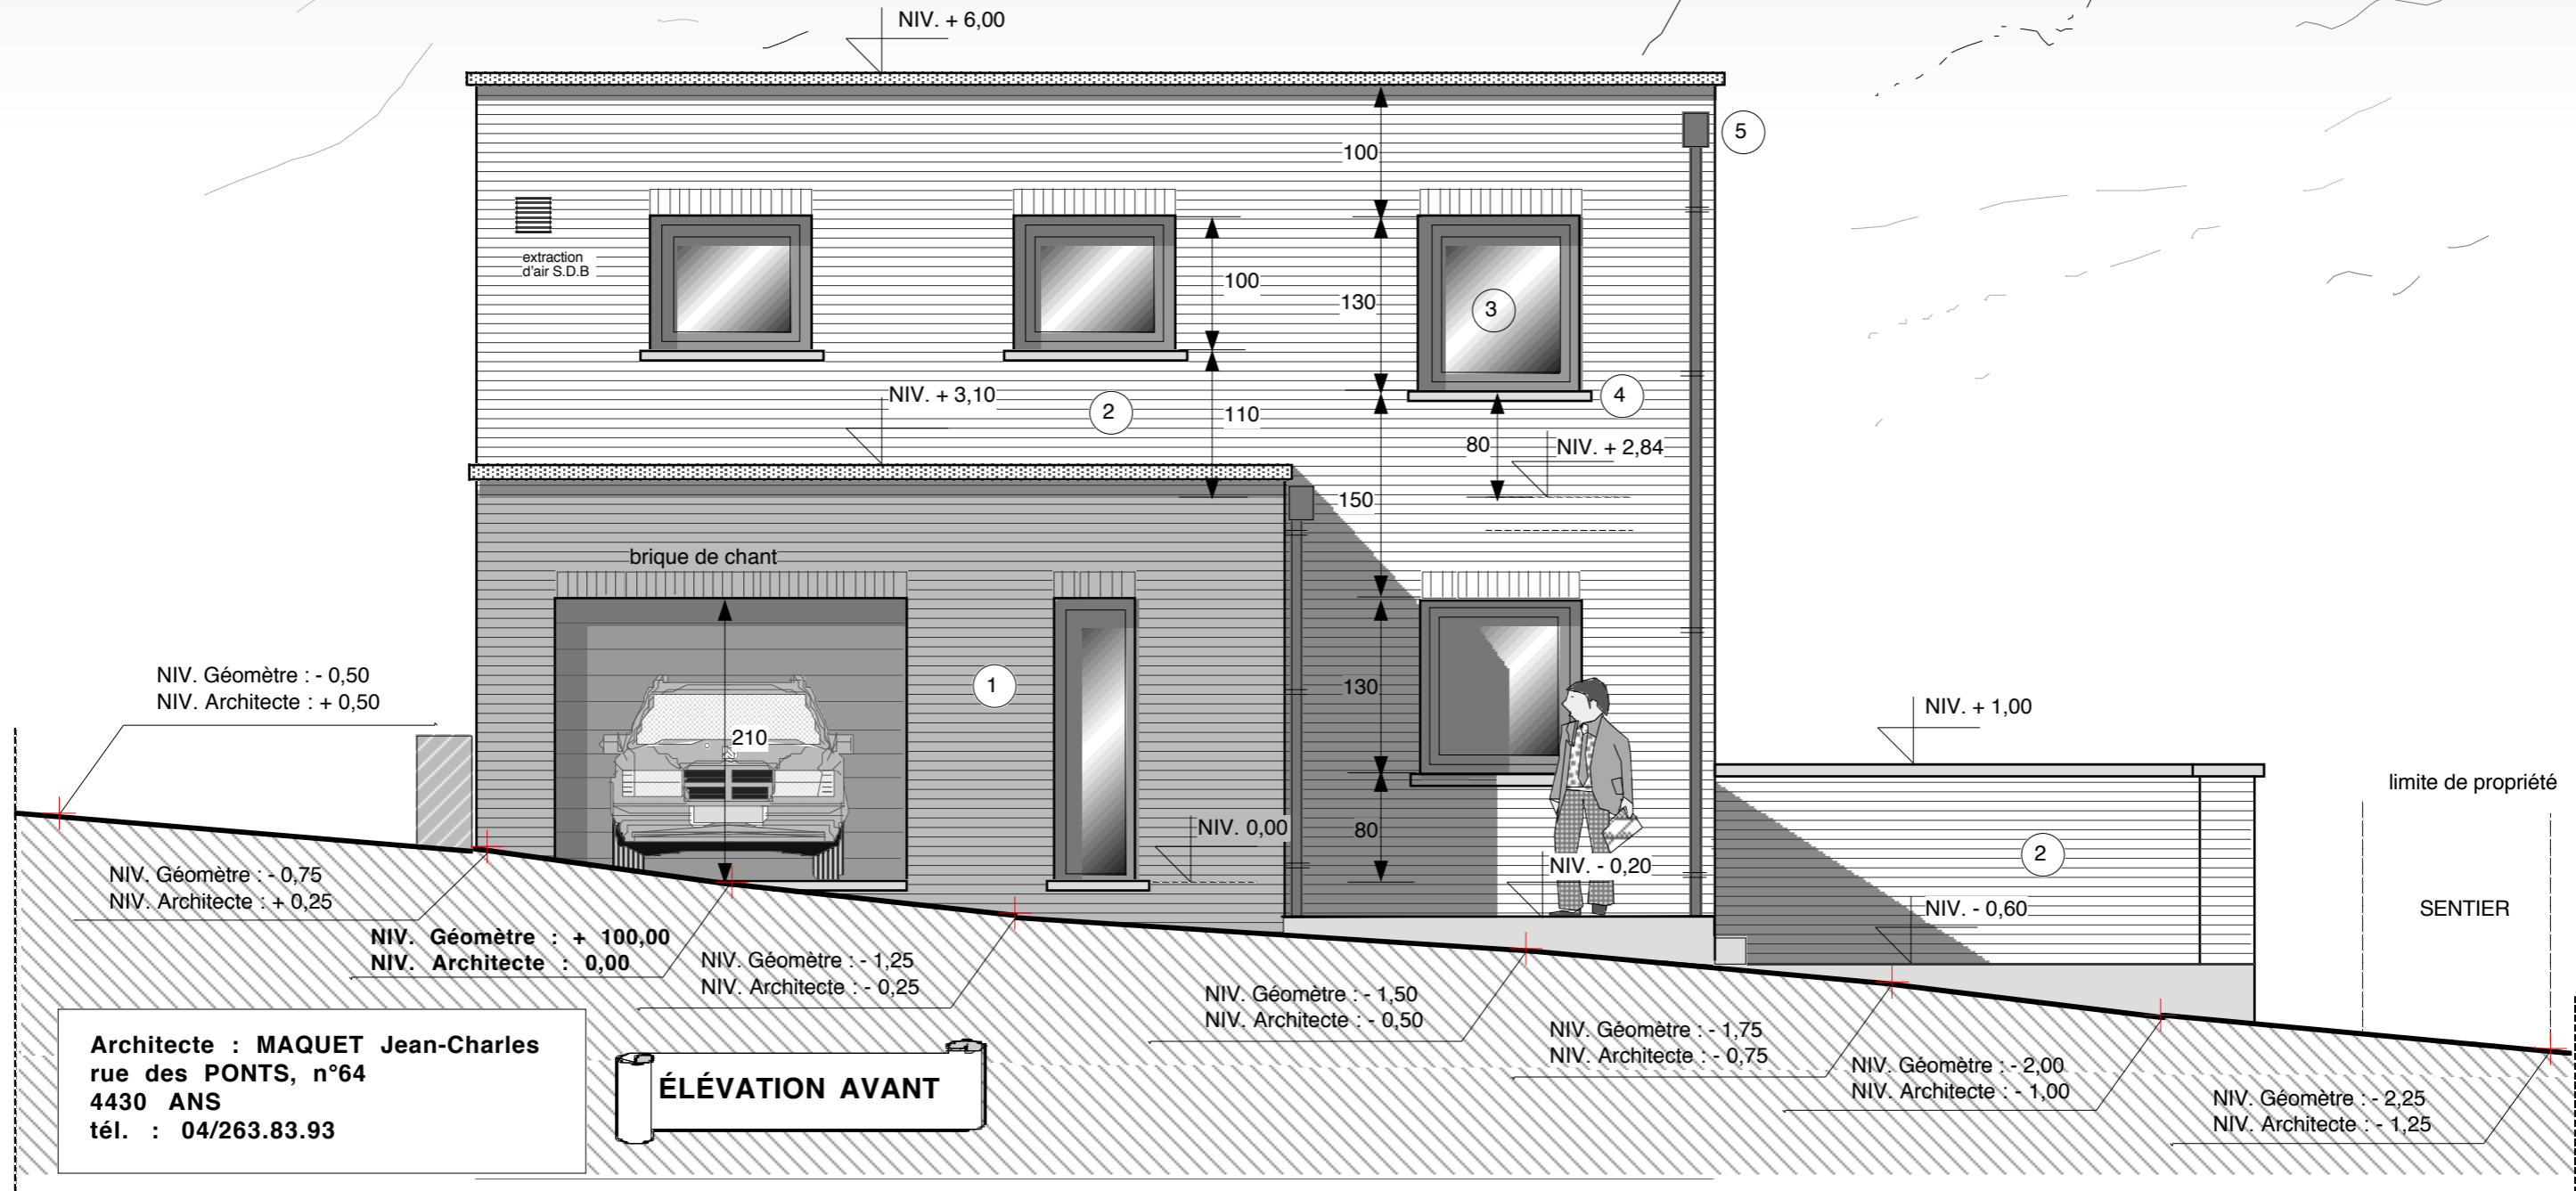 NIV. + 6,00
5
100
extraction
d'air S.D.B
100
130
3
NIV. + 3,10
2
110
4
80
NIV. + 2,84
150
brique de chant
NIV. Géomètre : - 0,50
NIV. Architecte : + 0,50
1
130
210
NIV. + 1,00
limite de propriété
NIV. 0,00
80
NIV. - 0,20
2
NIV. Géomètre : - 0,75
NIV. Architecte : + 0,25
NIV. - 0,60
SENTIER
NIV. Géomètre : + 100,00
NIV. Architecte : 0,00
NIV. Géomètre : - 1,25
NIV. Architecte : - 0,25
NIV. Géomètre : - 1,50
NIV. Architecte : - 0,50
NIV. Géomètre : - 1,75
NIV. Architecte : - 0,75
NIV. Géomètre : - 2,00
NIV. Architecte : - 1,00
NIV. Géomètre : - 2,25
NIV. Architecte : - 1,25
Architecte : MAQUET Jean-Charles
rue des PONTS, n°64
4430 ANS
tél. : 04/263.83.93
ÉLÉVATION AVANT